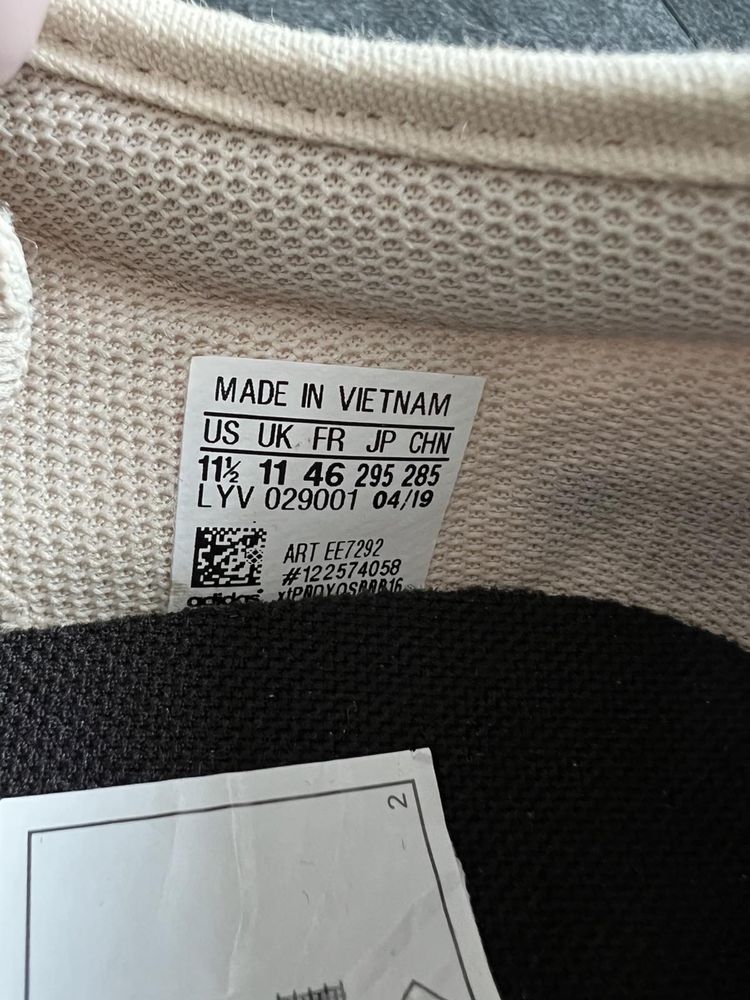 MADE IN VIETNAM
US UK FR JP CHN
11½ 11 46 295 285
LYV 029001 04/19
ART EE7292
#122574058
adidas
2